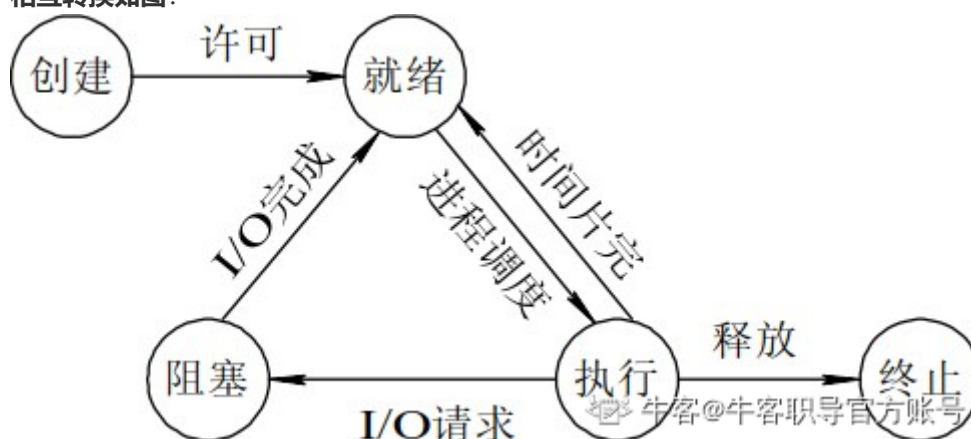 相互转换如图:
创建
许可
就绪
I/O完成
进程调度
时间片完
阻塞
I/O请求
执行
释放
终止
牛客@牛客职导官方账号